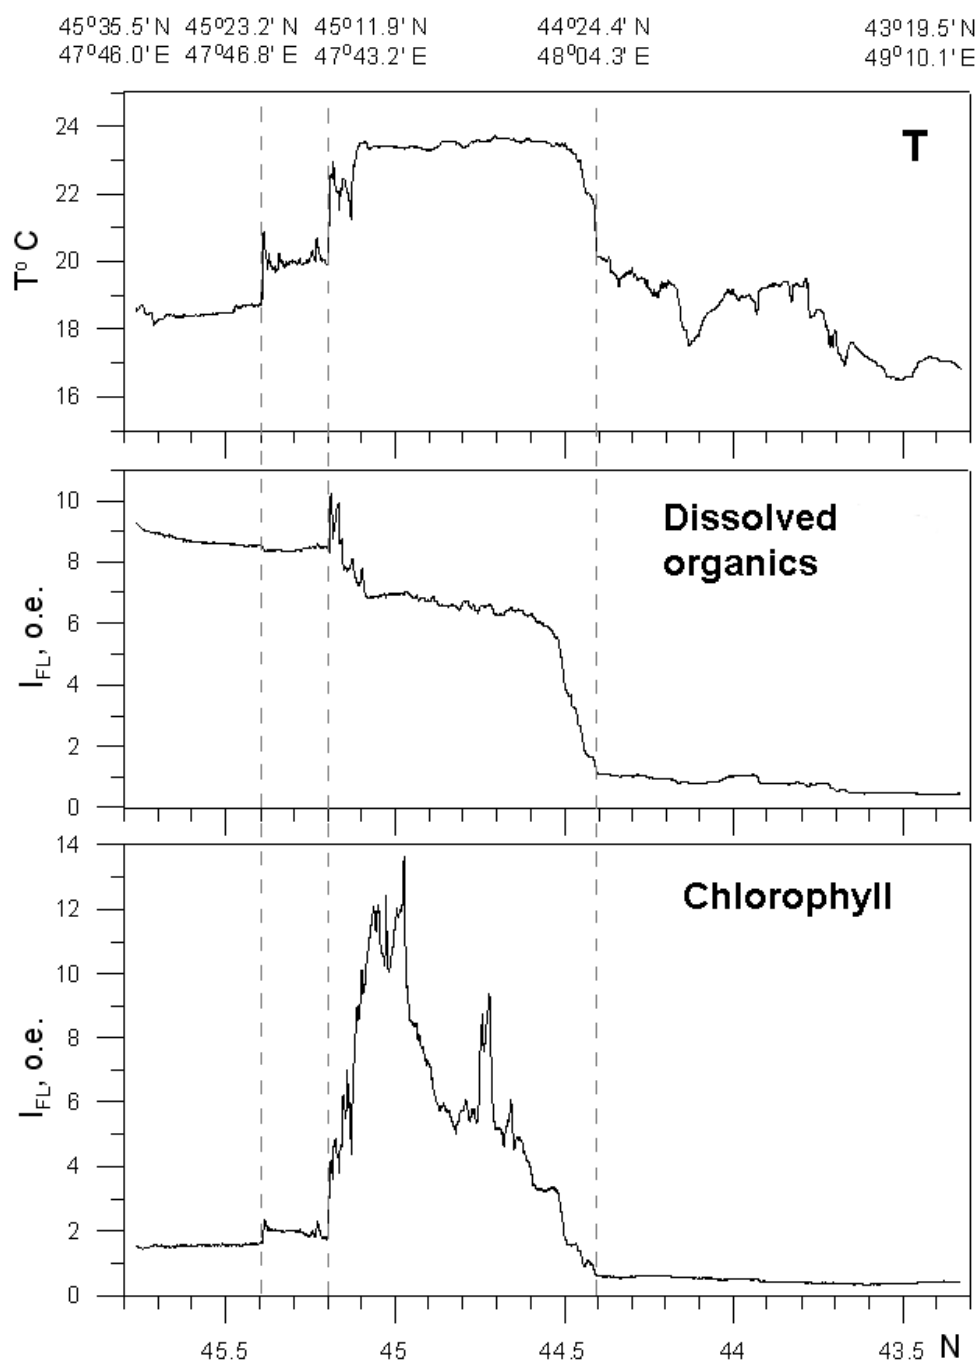 45°35.5' N 45°23.2' N 45°11.9' N 44°24.4' N 43°19.5' N
47°46.0' E 47°46.8' E 47°43.2' E 48°04.3' E 49°10.1' E
T
24
22
20
18
16
T° C
Dissolved
organics
10
8
6
4
2
0
I_FL, o.e.
Chlorophyll
14
12
10
8
6
4
2
0
I_FL, o.e.
45.5 45 44.5 44 43.5 N